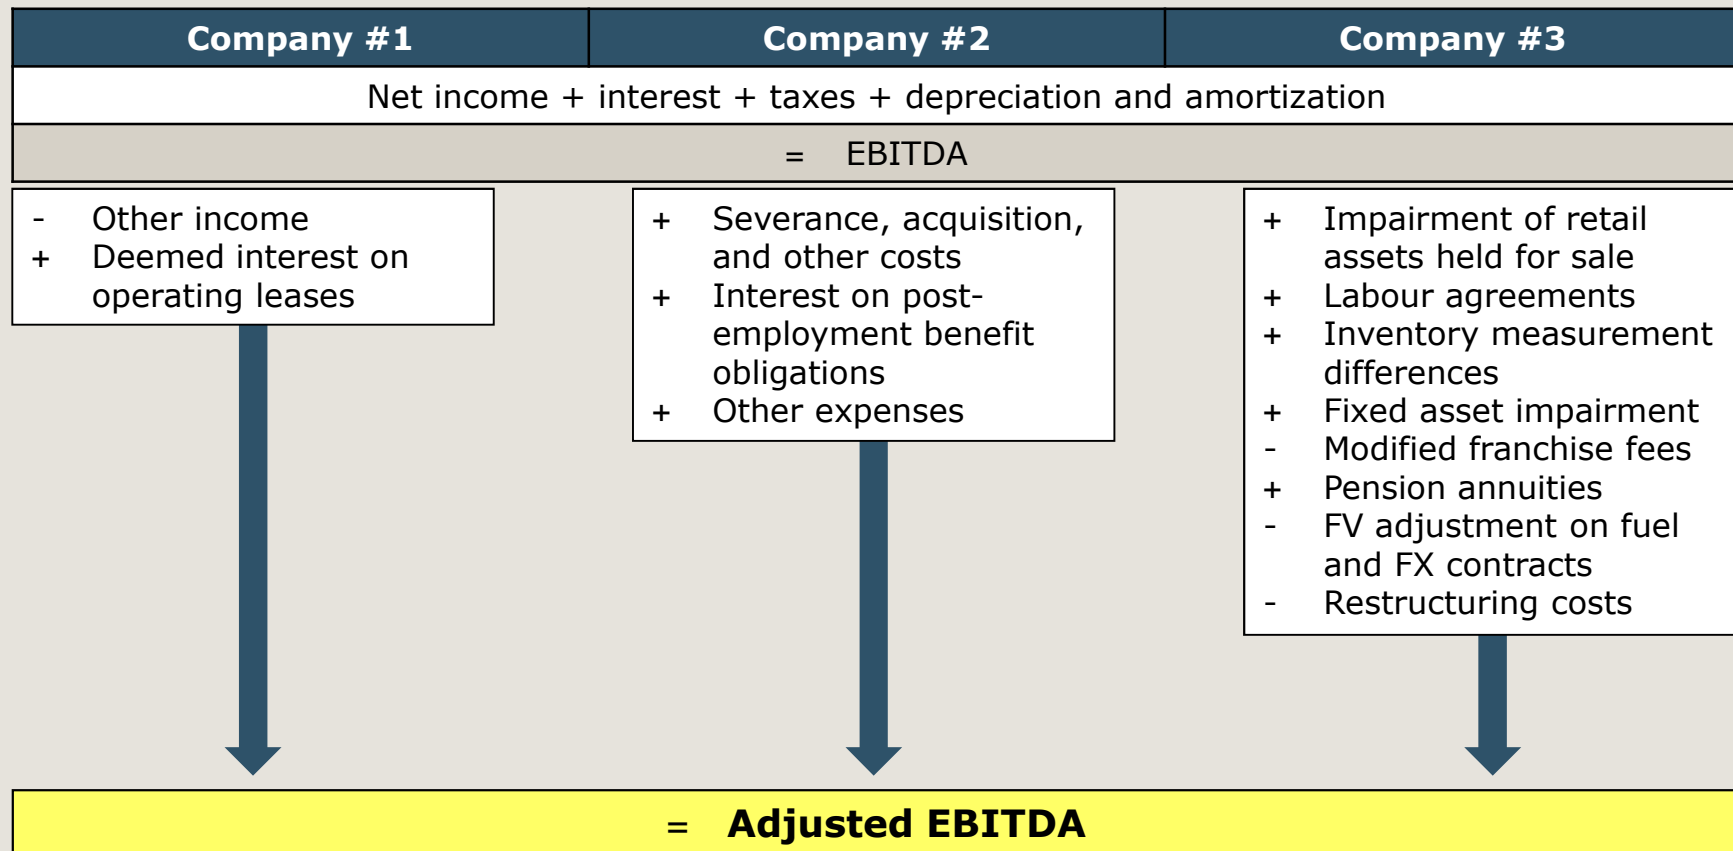 Company #1
Company #2
Company #3
Net income + interest + taxes + depreciation and amortization
= EBITDA
- Other income
+ Deemed interest on
operating leases
+ Severance, acquisition,
and other costs
+ Interest on post-
employment benefit
obligations
+ Other expenses
+ Impairment of retail
assets held for sale
+ Labour agreements
+ Inventory measurement
differences
+ Fixed asset impairment
- Modified franchise fees
+ Pension annuities
- FV adjustment on fuel
and FX contracts
- Restructuring costs
= Adjusted EBITDA